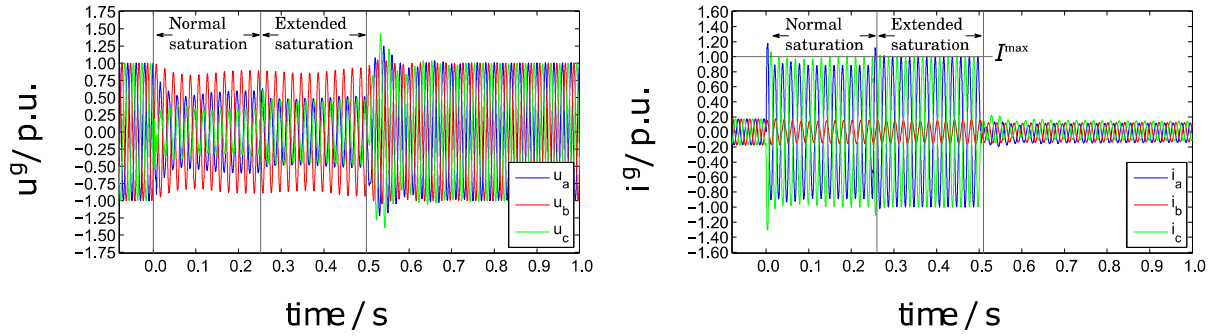 Normal saturation
Extended saturation
1.75
1.50
1.25
1.00
0.75
0.50
0.25
0.00
−0.25
−0.50
−0.75
−1.00
−1.25
−1.50
−1.75
u^g / p.u.
u_a
u_b
u_c
0.0 0.1 0.2 0.3 0.4 0.5 0.6 0.7 0.8 0.9 1.0
time / s
Normal saturation
Extended saturation
I^max
1.60
1.40
1.20
1.00
0.80
0.60
0.40
0.20
0.00
−0.20
−0.40
−0.60
−0.80
−1.00
−1.20
−1.40
−1.60
i^g / p.u.
i_a
i_b
i_c
0.0 0.1 0.2 0.3 0.4 0.5 0.6 0.7 0.8 0.9 1.0
time / s